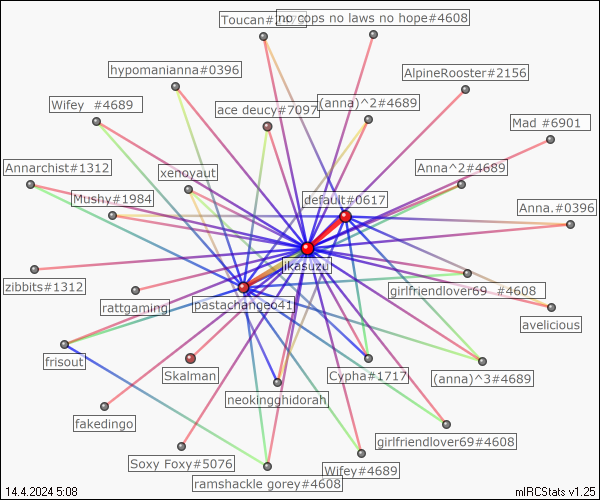 Toucan#
no cops no laws no hope#4608
hypomanianna#0396
AlpineRooster#2156
Wifey #4689
ace deucy#7097
(anna)^2#4689
Mad #6901
Annarchist#1312
xenoyaut
Anna^2#4689
Mushy#1984
default#0617
Anna.#0396
ikasuzu
zibbits#1312
rattgaming
pastachangeo41
girlfriendlover69 #4608
avelicious
frisout
Skalman
Cypha#1717
(anna)^3#4689
neokingghidorah
fakedingo
girlfriendlover69#4608
Soxy Foxy#5076
Wifey#4689
ramshackle gorey#4608
14.4.2024 5:08
mIRCStats v1.25